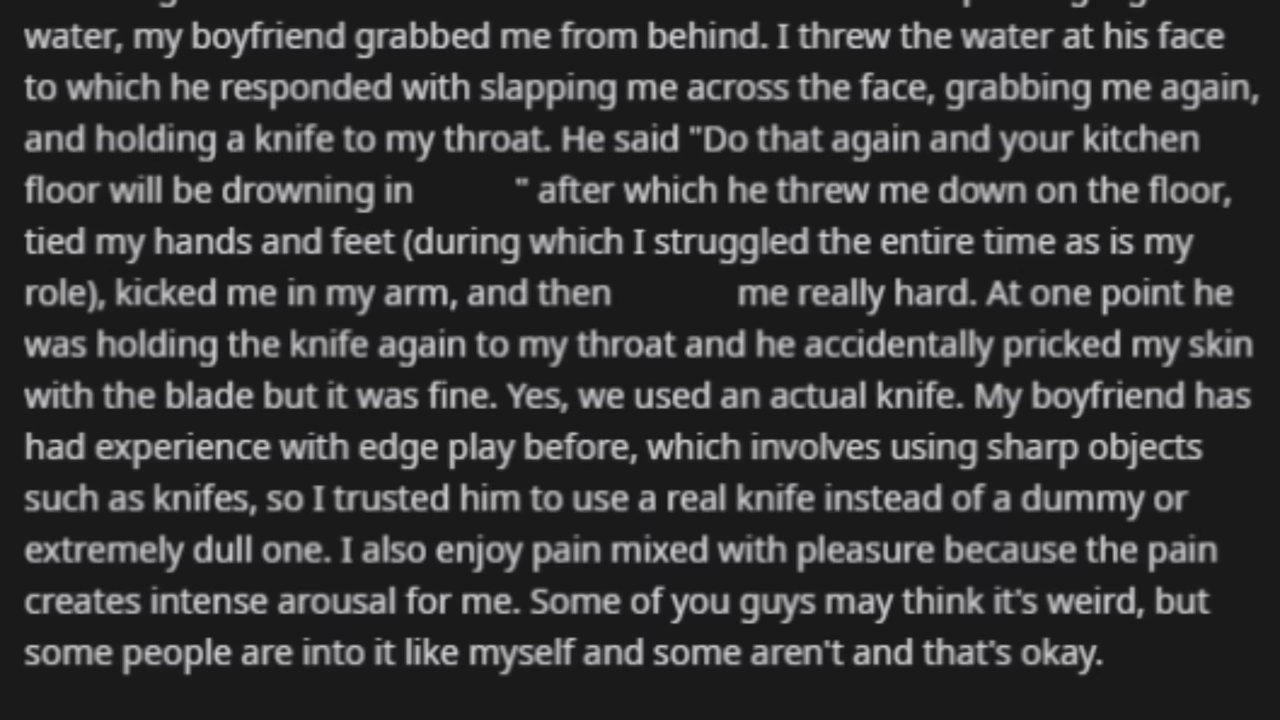 water, my boyfriend grabbed me from behind. I threw the water at his face
to which he responded with slapping me across the face, grabbing me again,
and holding a knife to my throat. He said "Do that again and your kitchen
floor will be drowning in " after which he threw me down on the floor,
tied my hands and feet (during which I struggled the entire time as is my
role), kicked me in my arm, and then me really hard. At one point he
was holding the knife again to my throat and he accidentally pricked my skin
with the blade but it was fine. Yes, we used an actual knife. My boyfriend has
had experience with edge play before, which involves using sharp objects
such as knifes, so I trusted him to use a real knife instead of a dummy or
extremely dull one. I also enjoy pain mixed with pleasure because the pain
creates intense arousal for me. Some of you guys may think it's weird, but
some people are into it like myself and some aren't and that's okay.